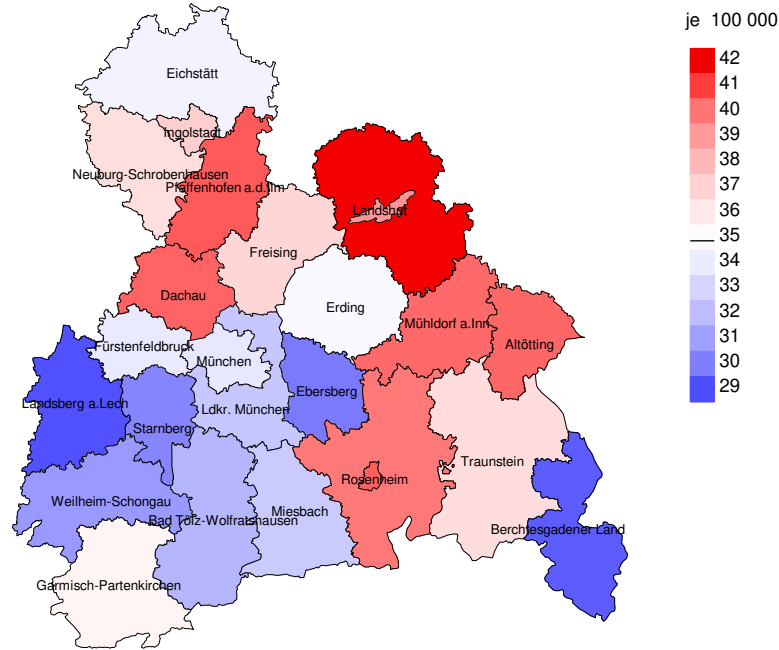 je 100 000
42
41
40
39
38
37
36
35
34
33
32
31
30
29
Eichstätt
Ingolstadt
Neuburg-Schrobenhausen
Pfaffenhofen a.d.Ilm
Landshut
Freising
Dachau
Erding
Mühldorf a.Inn
Altötting
Fürstenfeldbruck
München
Ebersberg
Landsberg a.Lech
Ldkr. München
Starnberg
Traunstein
Rosenheim
Weilheim-Schongau
Miesbach
Bad Tölz-Wolfratshausen
Berchtesgadener Land
Garmisch-Partenkirchen